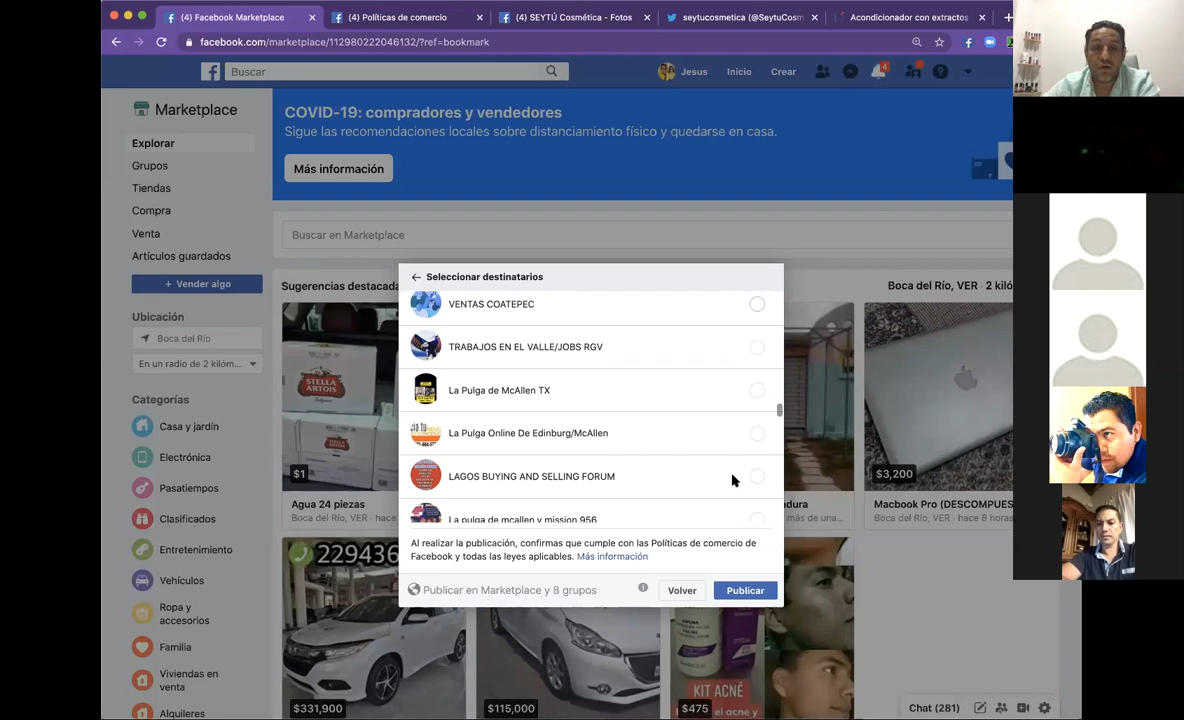 (4) Facebook Marketplace
(4) Políticas de comercio
(4) SEYTÚ Cosmética - Fotos
seytucosmetica (@SeytuCosm
Acondicionador con extractos
facebook.com/marketplace/112980222046132/?ref=bookmark
Buscar
Jesus
Inicio
Crear
4
Marketplace
Explorar
Grupos
Tiendas
Compra
Venta
Artículos guardados
+ Vender algo
Ubicación
Boca del Río
En un radio de 2 kilóm...
Categorías
Casa y jardín
Electrónica
Pasatiempos
Clasificados
Entretenimiento
Vehículos
Ropa y
accesorios
Familia
Viviendas en
venta
Alquileres
COVID-19: compradores y vendedores
Sigue las recomendaciones locales sobre distanciamiento físico y quedarse en casa.
Más información
Buscar en Marketplace
Sugerencias destacada
Boca del Río, VER · 2 kiló
Seleccionar destinatarios
VENTAS COATEPEC
TRABAJOS EN EL VALLE/JOBS RGV
La Pulga de McAllen TX
La Pulga Online De Edinburg/McAllen
LAGOS BUYING AND SELLING FORUM
La pulga de mcallen y mission 956
Al realizar la publicación, confirmas que cumple con las Políticas de comercio de
Facebook y todas las leyes aplicables. Más información
Publicar en Marketplace y 8 grupos
Volver
Publicar
STELLA
ARTOIS
$1
Agua 24 piezas
Boca del Río, VER · hac
dura
más de una...
$3,200
Macbook Pro (DESCOMPUES
Boca del Río, VER · hace 8 horas
229436
$331,900
$115,000
KIT ACNÉ
el acne y
$475
Chat (281)